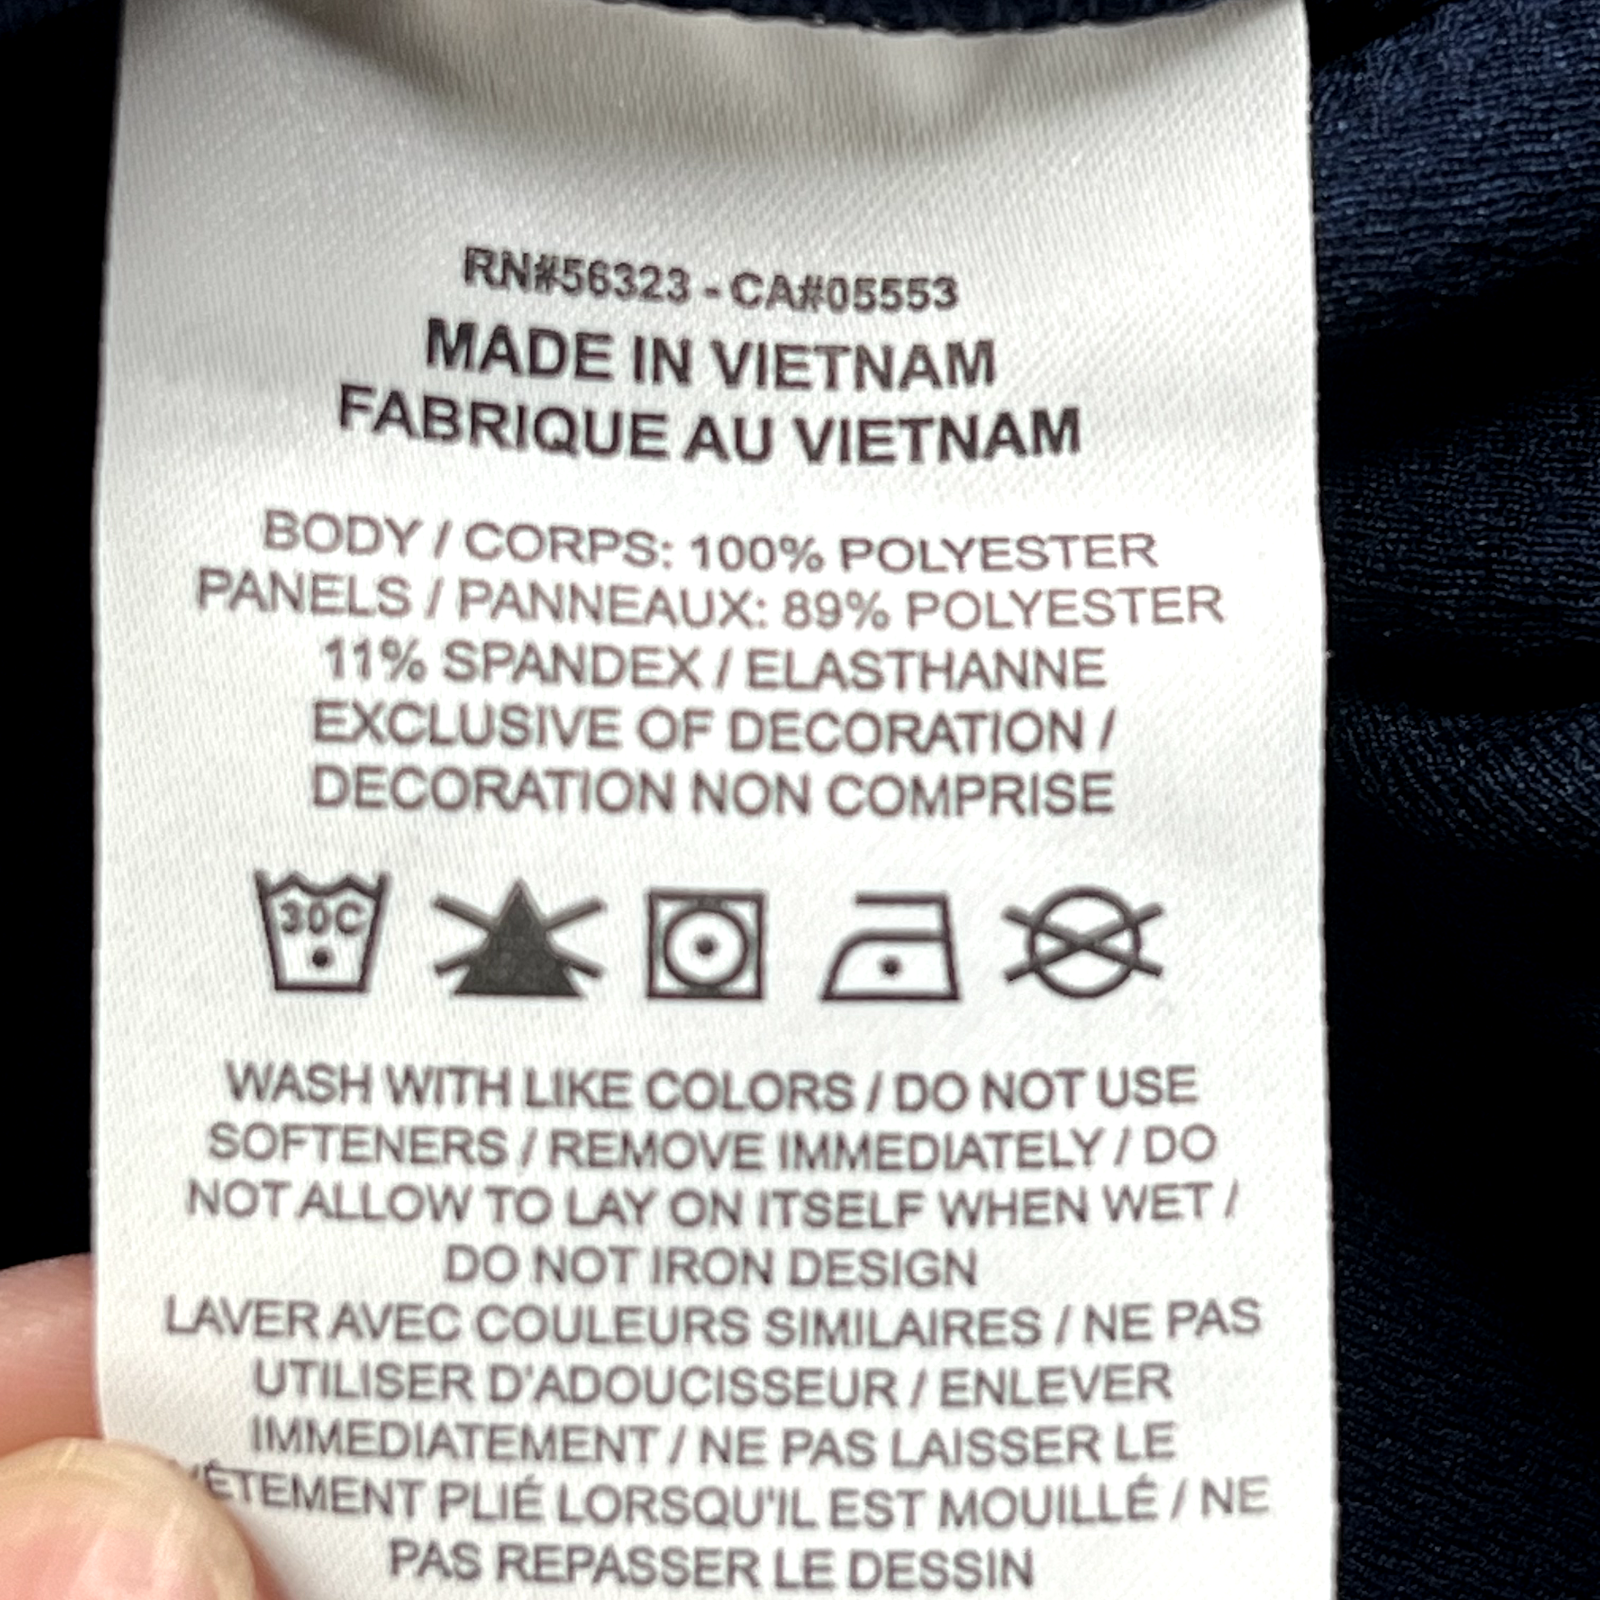 RN#56323 - CA#05553
MADE IN VIETNAM
FABRIQUE AU VIETNAM
BODY / CORPS: 100% POLYESTER
PANELS / PANNEAUX: 89% POLYESTER
11% SPANDEX / ELASTHANNE
EXCLUSIVE OF DECORATION /
DECORATION NON COMPRISE
30C
WASH WITH LIKE COLORS / DO NOT USE
SOFTENERS / REMOVE IMMEDIATELY / DO
NOT ALLOW TO LAY ON ITSELF WHEN WET /
DO NOT IRON DESIGN
LAVER AVEC COULEURS SIMILAIRES / NE PAS
UTILISER D'ADOUCISSEUR / ENLEVER
IMMEDIATEMENT / NE PAS LAISSER LE
VÊTEMENT PLIÉ LORSQU'IL EST MOUILLÉ / NE
PAS REPASSER LE DESSIN